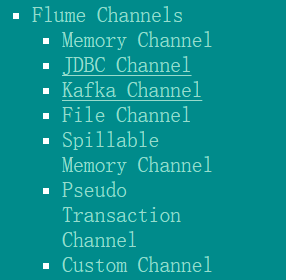 Flume Channels
Memory Channel
JDBC Channel
Kafka Channel
File Channel
Spillable
Memory Channel
Pseudo
Transaction
Channel
Custom Channel